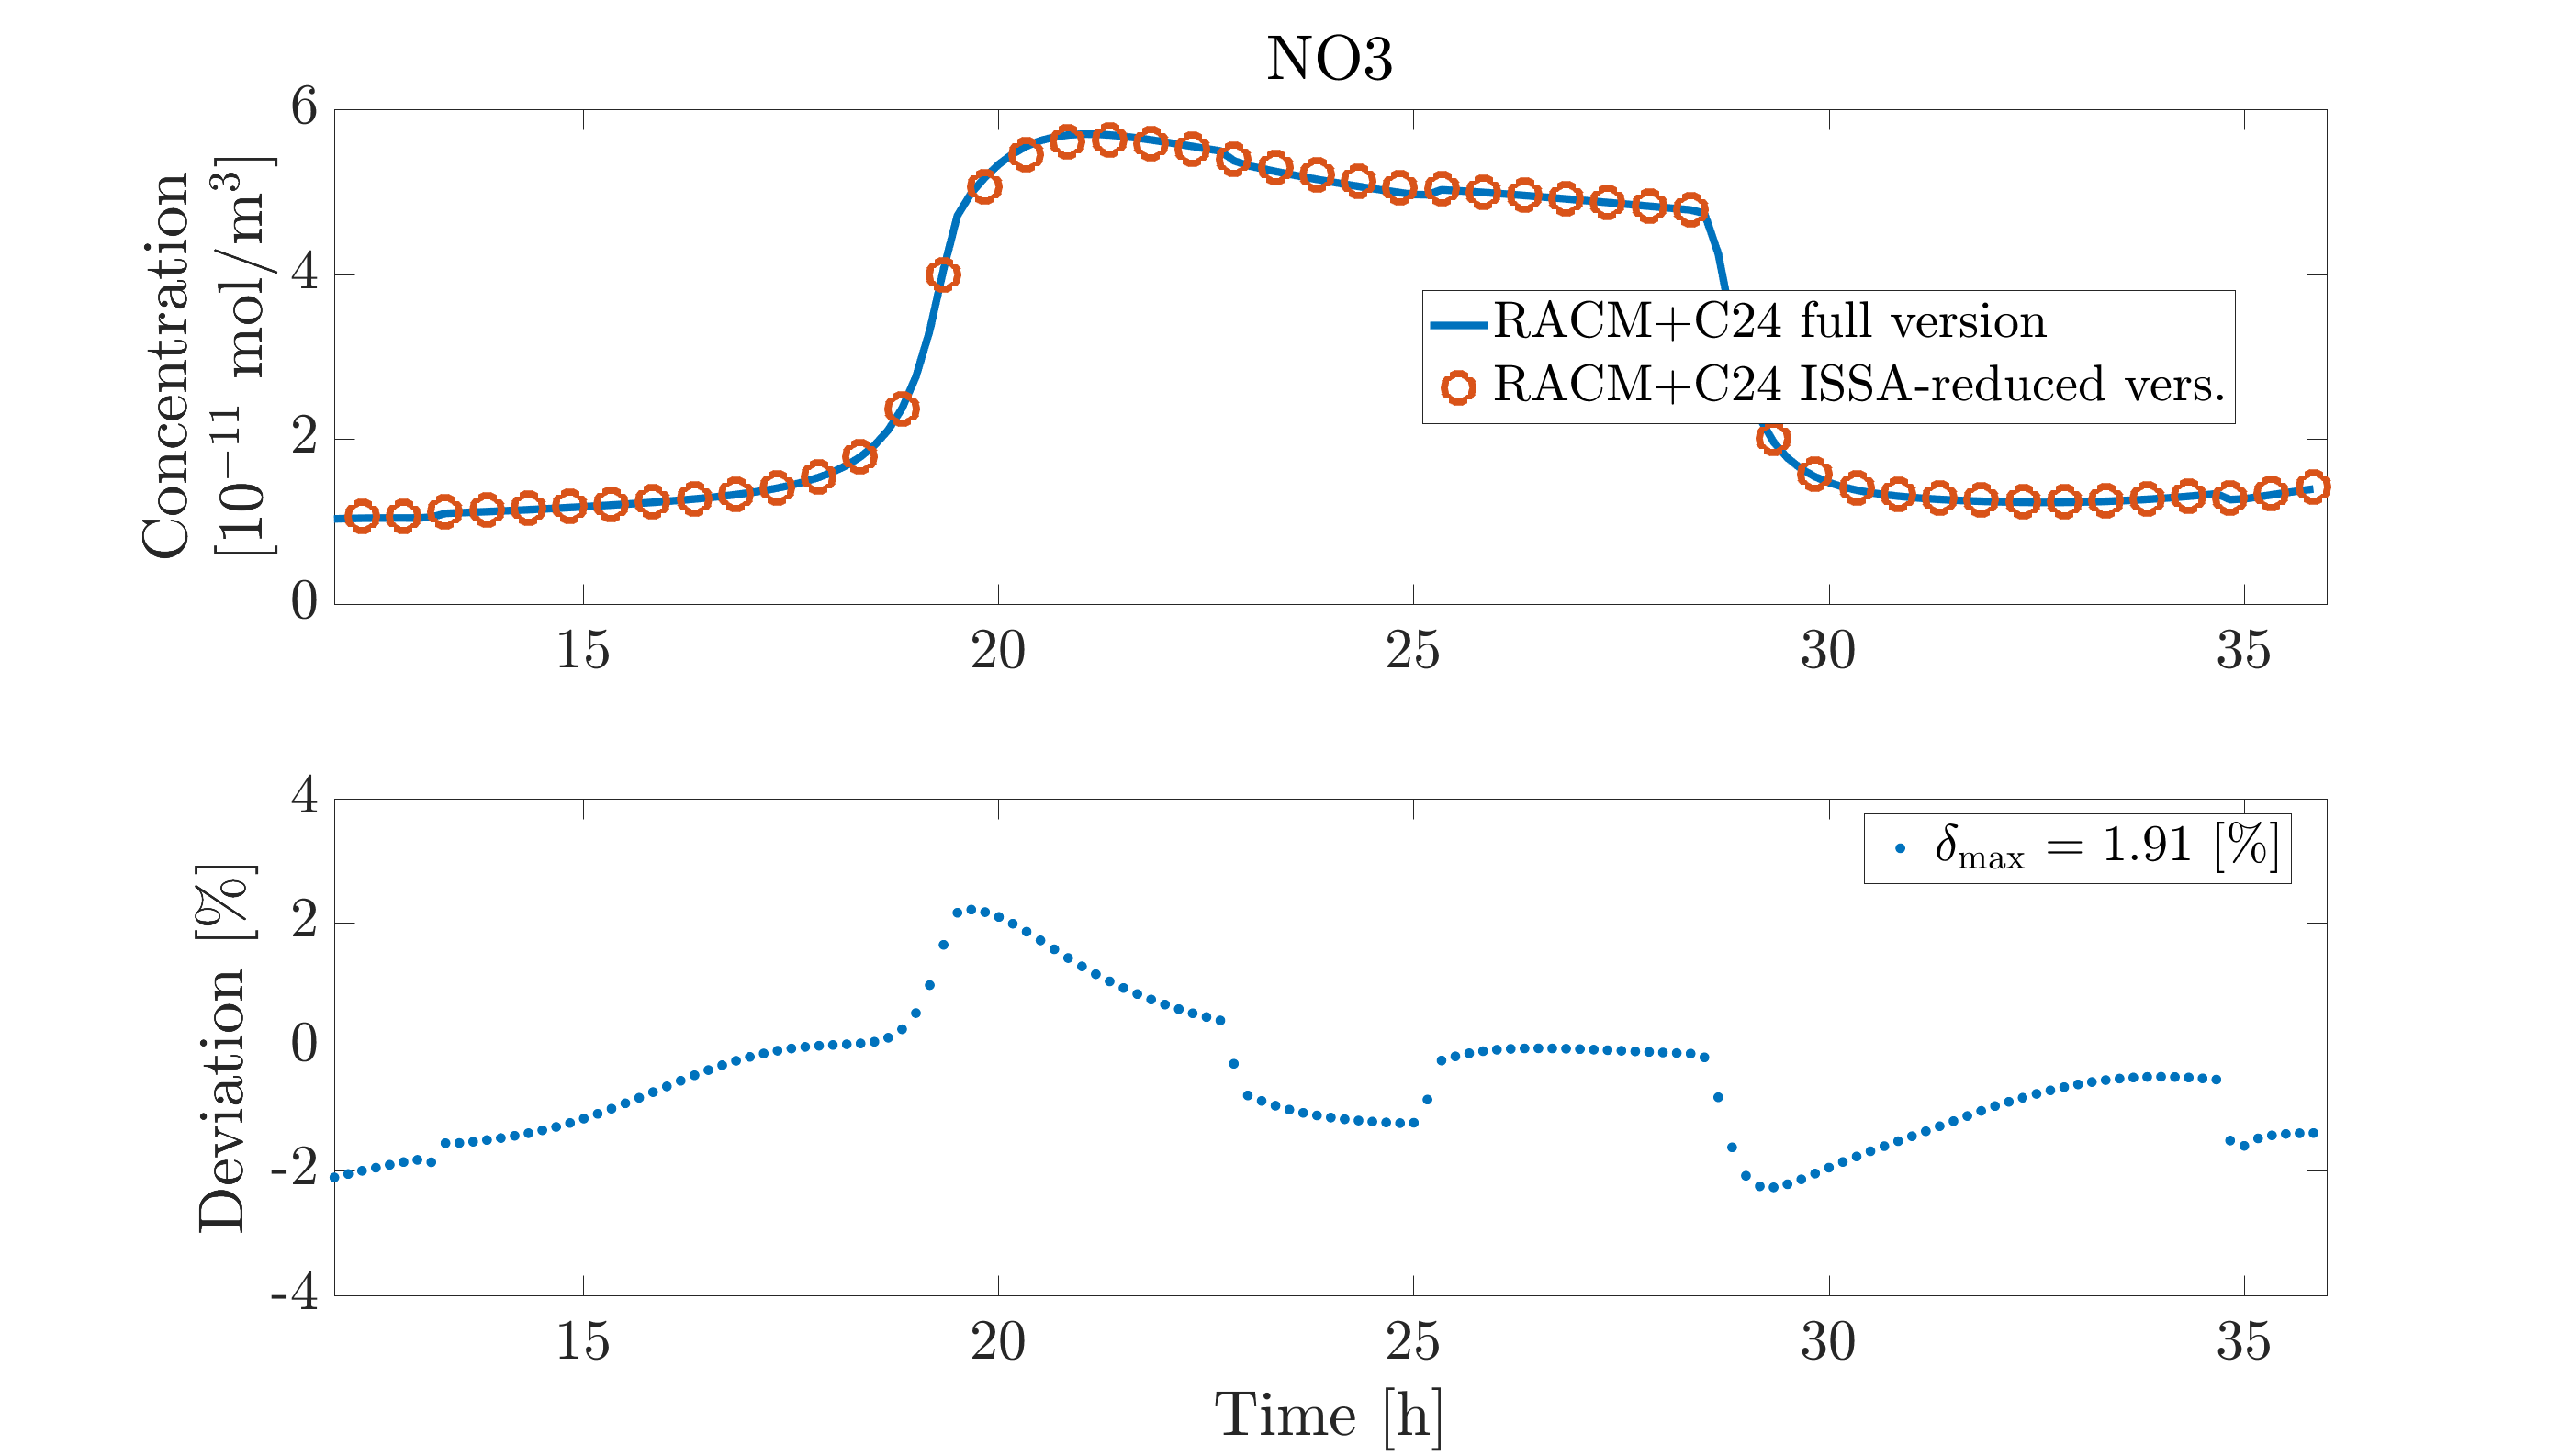 NO3
Concentration
[10⁻¹¹ mol/m³]
6
4
2
0
15 20 25 30 35
RACM+C24 full version
RACM+C24 ISSA-reduced vers.
Deviation [%]
4
2
0
-2
-4
δmax = 1.91 [%]
15 20 25 30 35
Time [h]